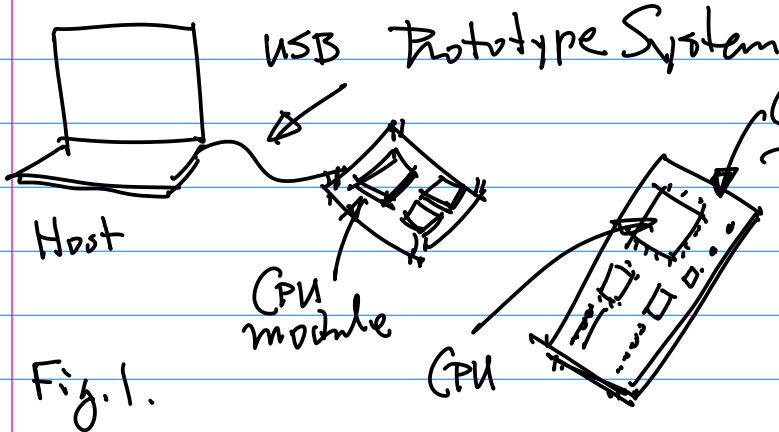 USB Prototype System
Host
CPU
module
CPU
Fig.1.